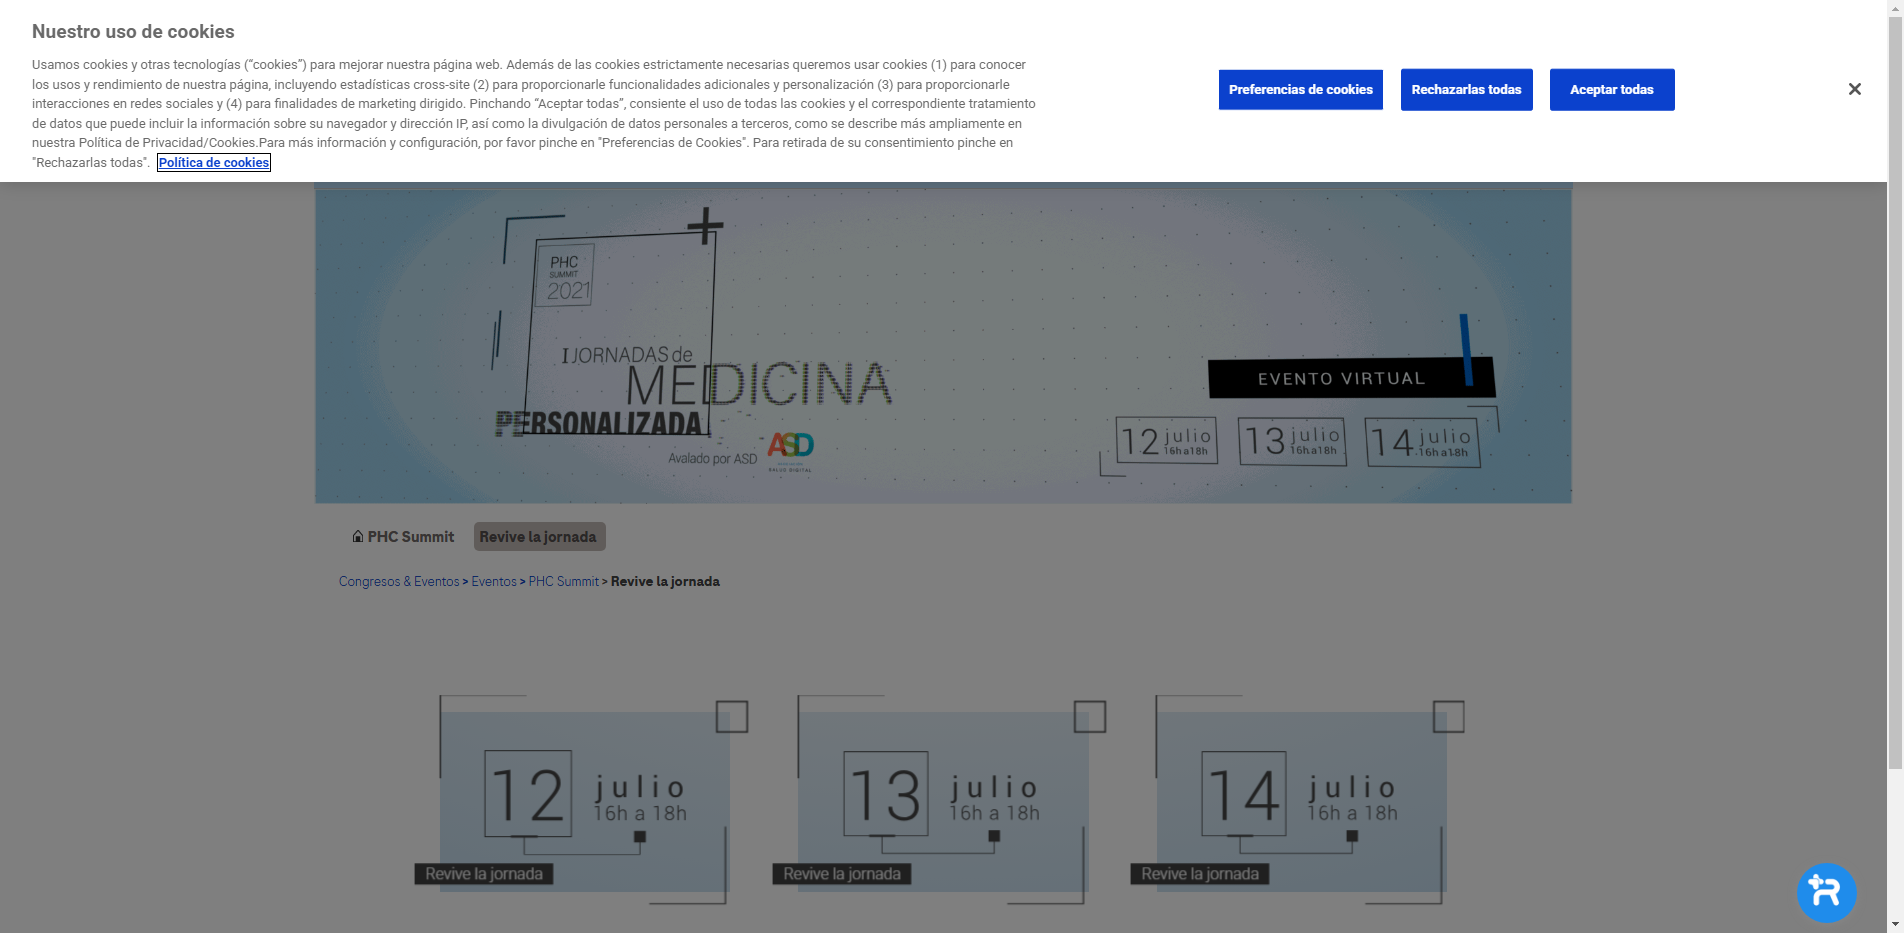 Nuestro uso de cookies
Usamos cookies y otras tecnologías (“cookies”) para mejorar nuestra página web. Además de las cookies estrictamente necesarias queremos usar cookies (1) para conocer
los usos y rendimiento de nuestra página, incluyendo estadísticas cross-site (2) para proporcionarle funcionalidades adicionales y personalización (3) para proporcionarle
interacciones en redes sociales y (4) para finalidades de marketing dirigido. Pinchando “Aceptar todas”, consiente el uso de todas las cookies y el correspondiente tratamiento
de datos que puede incluir la información sobre su navegador y dirección IP, así como la divulgación de datos personales a terceros, como se describe más ampliamente en
nuestra Política de Privacidad/Cookies.Para más información y configuración, por favor pinche en "Preferencias de Cookies". Para retirada de su consentimiento pinche en
"Rechazarlas todas". Política de cookies
Preferencias de cookies
Rechazarlas todas
Aceptar todas
PHC
SUMMIT
2021
I JORNADAS de
MEDICINA
PERSONALIZADA
Avalado por ASD
ASD
SALUD DIGITAL
EVENTO VIRTUAL
12 julio
16h a 18h
13 julio
16h a 18h
14 julio
16h a 18h
PHC Summit
Revive la jornada
Congresos & Eventos > Eventos > PHC Summit > Revive la jornada
12 julio
16h a 18h
Revive la jornada
13 julio
16h a 18h
Revive la jornada
14 julio
16h a 18h
Revive la jornada
R